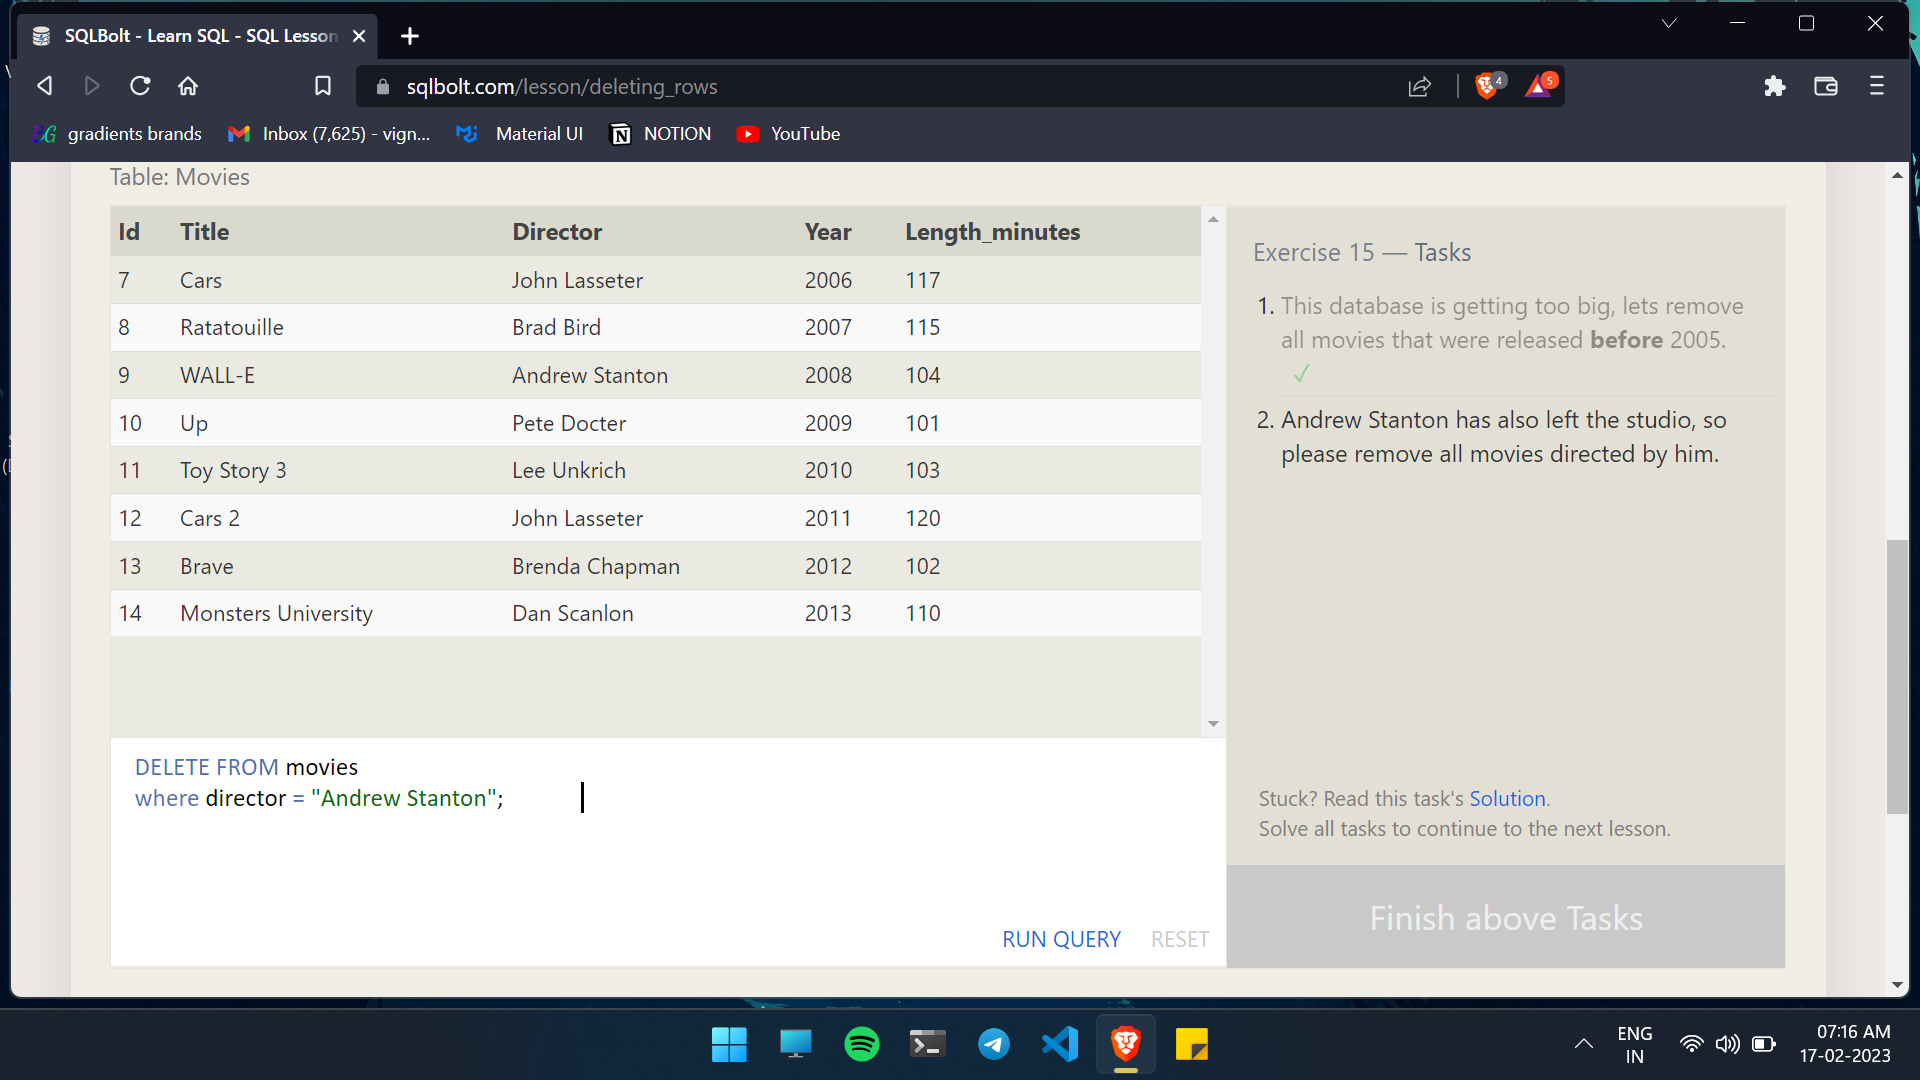 SQLBolt - Learn SQL - SQL Lesson
sqlbolt.com/lesson/deleting_rows
4
5
BG gradients brands
Inbox (7,625) - vign...
Material UI
NOTION
YouTube
Table: Movies
Id Title Director Year Length_minutes
7 Cars John Lasseter 2006 117
8 Ratatouille Brad Bird 2007 115
9 WALL-E Andrew Stanton 2008 104
10 Up Pete Docter 2009 101
11 Toy Story 3 Lee Unkrich 2010 103
12 Cars 2 John Lasseter 2011 120
13 Brave Brenda Chapman 2012 102
14 Monsters University Dan Scanlon 2013 110
DELETE FROM movies
where director = "Andrew Stanton";
RUN QUERY RESET
Exercise 15 — Tasks
1. This database is getting too big, lets remove
all movies that were released before 2005.
✓
2. Andrew Stanton has also left the studio, so
please remove all movies directed by him.
Stuck? Read this task's Solution.
Solve all tasks to continue to the next lesson.
Finish above Tasks
ENG
IN
07:16 AM
17-02-2023